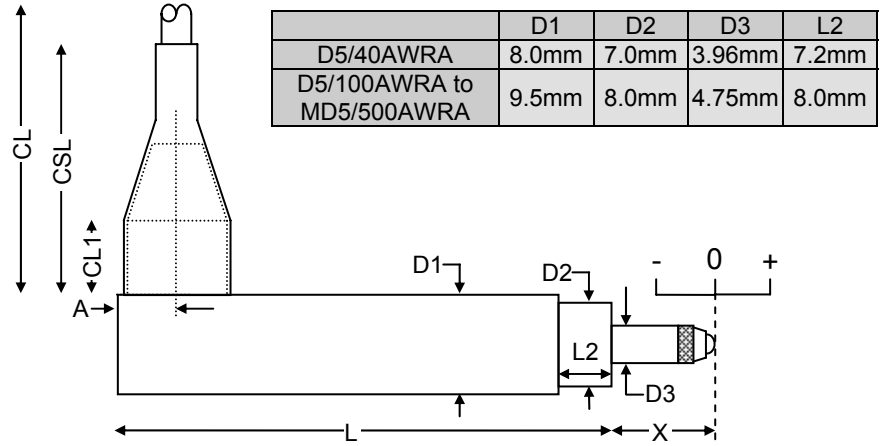 D1 D2 D3 L2
D5/40AWRA 8.0mm 7.0mm 3.96mm 7.2mm
D5/100AWRA to
MD5/500AWRA 9.5mm 8.0mm 4.75mm 8.0mm
CL
CSL
CL1
A
D1
D2
- 0 +
L2
D3
L
X